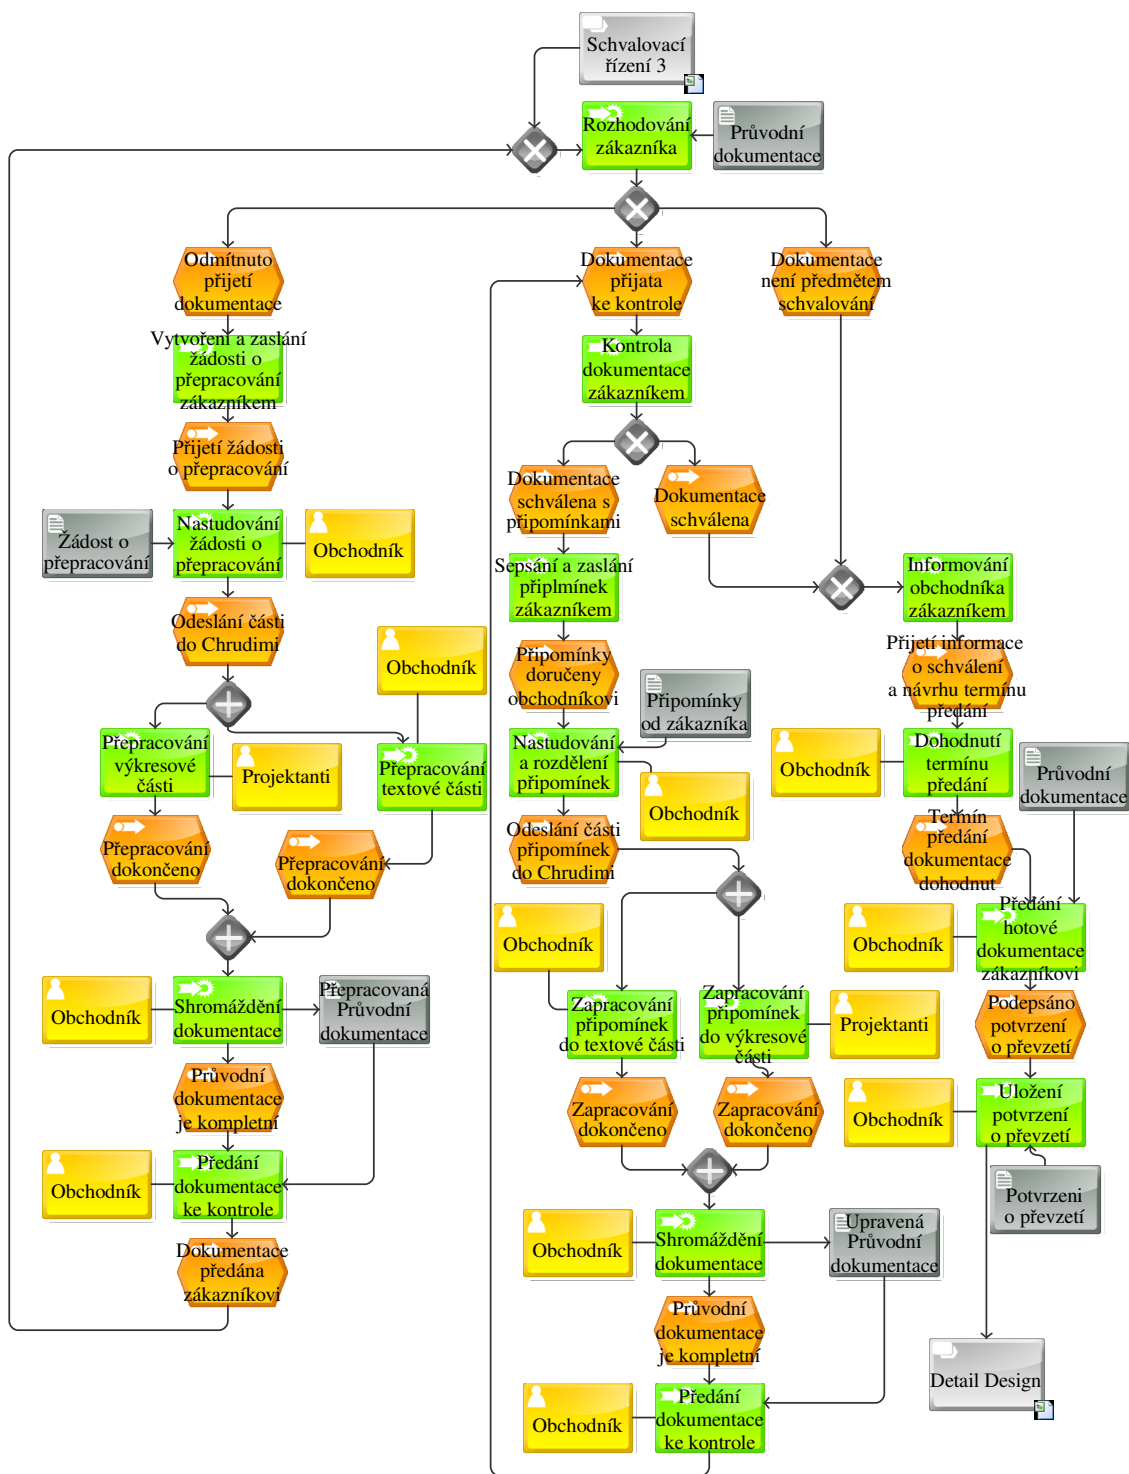 Schvalovací
řízení 3
Rozhodování
zákazníka
Průvodní
dokumentace
Odmítnuto
přijetí
dokumentace
Dokumentace
přijata
ke kontrole
Dokumentace
není předmětem
schvalování
Vytvoření a zaslání
žádosti o
přepracování
zákazníkem
Kontrola
dokumentace
zákazníkem
Přijetí žádosti
o přepracování
Dokumentace
schválena s
připomínkami
Dokumentace
schválena
Žádost o
přepracování
Nastudování
žádosti o
přepracování
Obchodník
Sepsání a zaslání
připlmínek
zákazníkem
Informování
obchodníka
zákazníkem
Odeslání části
do Chrudimi
Obchodník
Připomínky
doručeny
obchodníkovi
Připomínky
od zákazníka
Přijetí informace
o schválení
a návrhu termínu
předání
Přepracování
výkresové
části
Projektanti
Přepracování
textové části
Nastudování
a rozdělení
připomínek
Obchodník
Obchodník
Dohodnutí
termínu
předání
Průvodní
dokumentace
Přepracování
dokončeno
Přepracování
dokončeno
Odeslání části
připomínek
do Chrudimi
Termín
předání
dokumentace
dohodnut
Obchodník
Obchodník
Předání
hotové
dokumentace
zákazníkovi
Obchodník
Shromáždění
dokumentace
Přepracovaná
Průvodní
dokumentace
Zapracování
připomínek
do textové části
Zapracování
připomínek
do výkresové
části
Projektanti
Podepsáno
potvrzení
o převzetí
Průvodní
dokumentace
je kompletní
Zapracování
dokončeno
Zapracování
dokončeno
Obchodník
Uložení
potvrzení
o převzetí
Obchodník
Předání
dokumentace
ke kontrole
Potvrzeni
o převzetí
Dokumentace
předána
zákazníkovi
Obchodník
Shromáždění
dokumentace
Upravená
Průvodní
dokumentace
Průvodní
dokumentace
je kompletní
Detail Design
Obchodník
Předání
dokumentace
ke kontrole